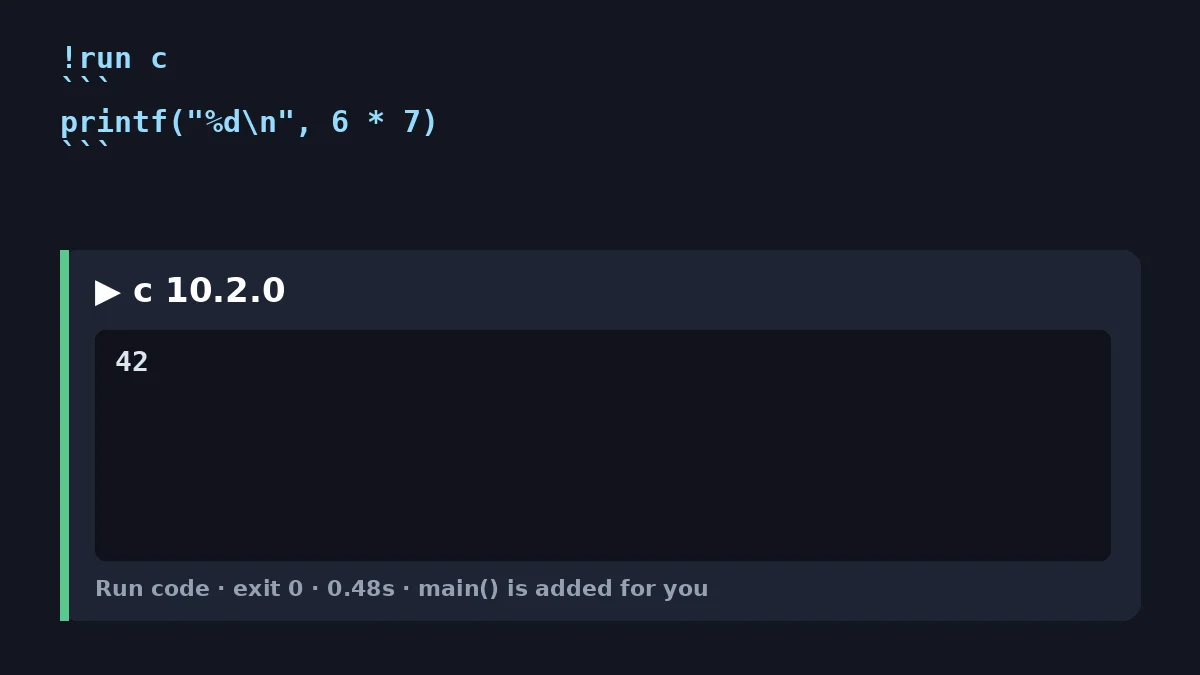 !run c
```
printf("%d\n", 6 * 7)
```
▶ c 10.2.0
42
Run code · exit 0 · 0.48s · main() is added for you